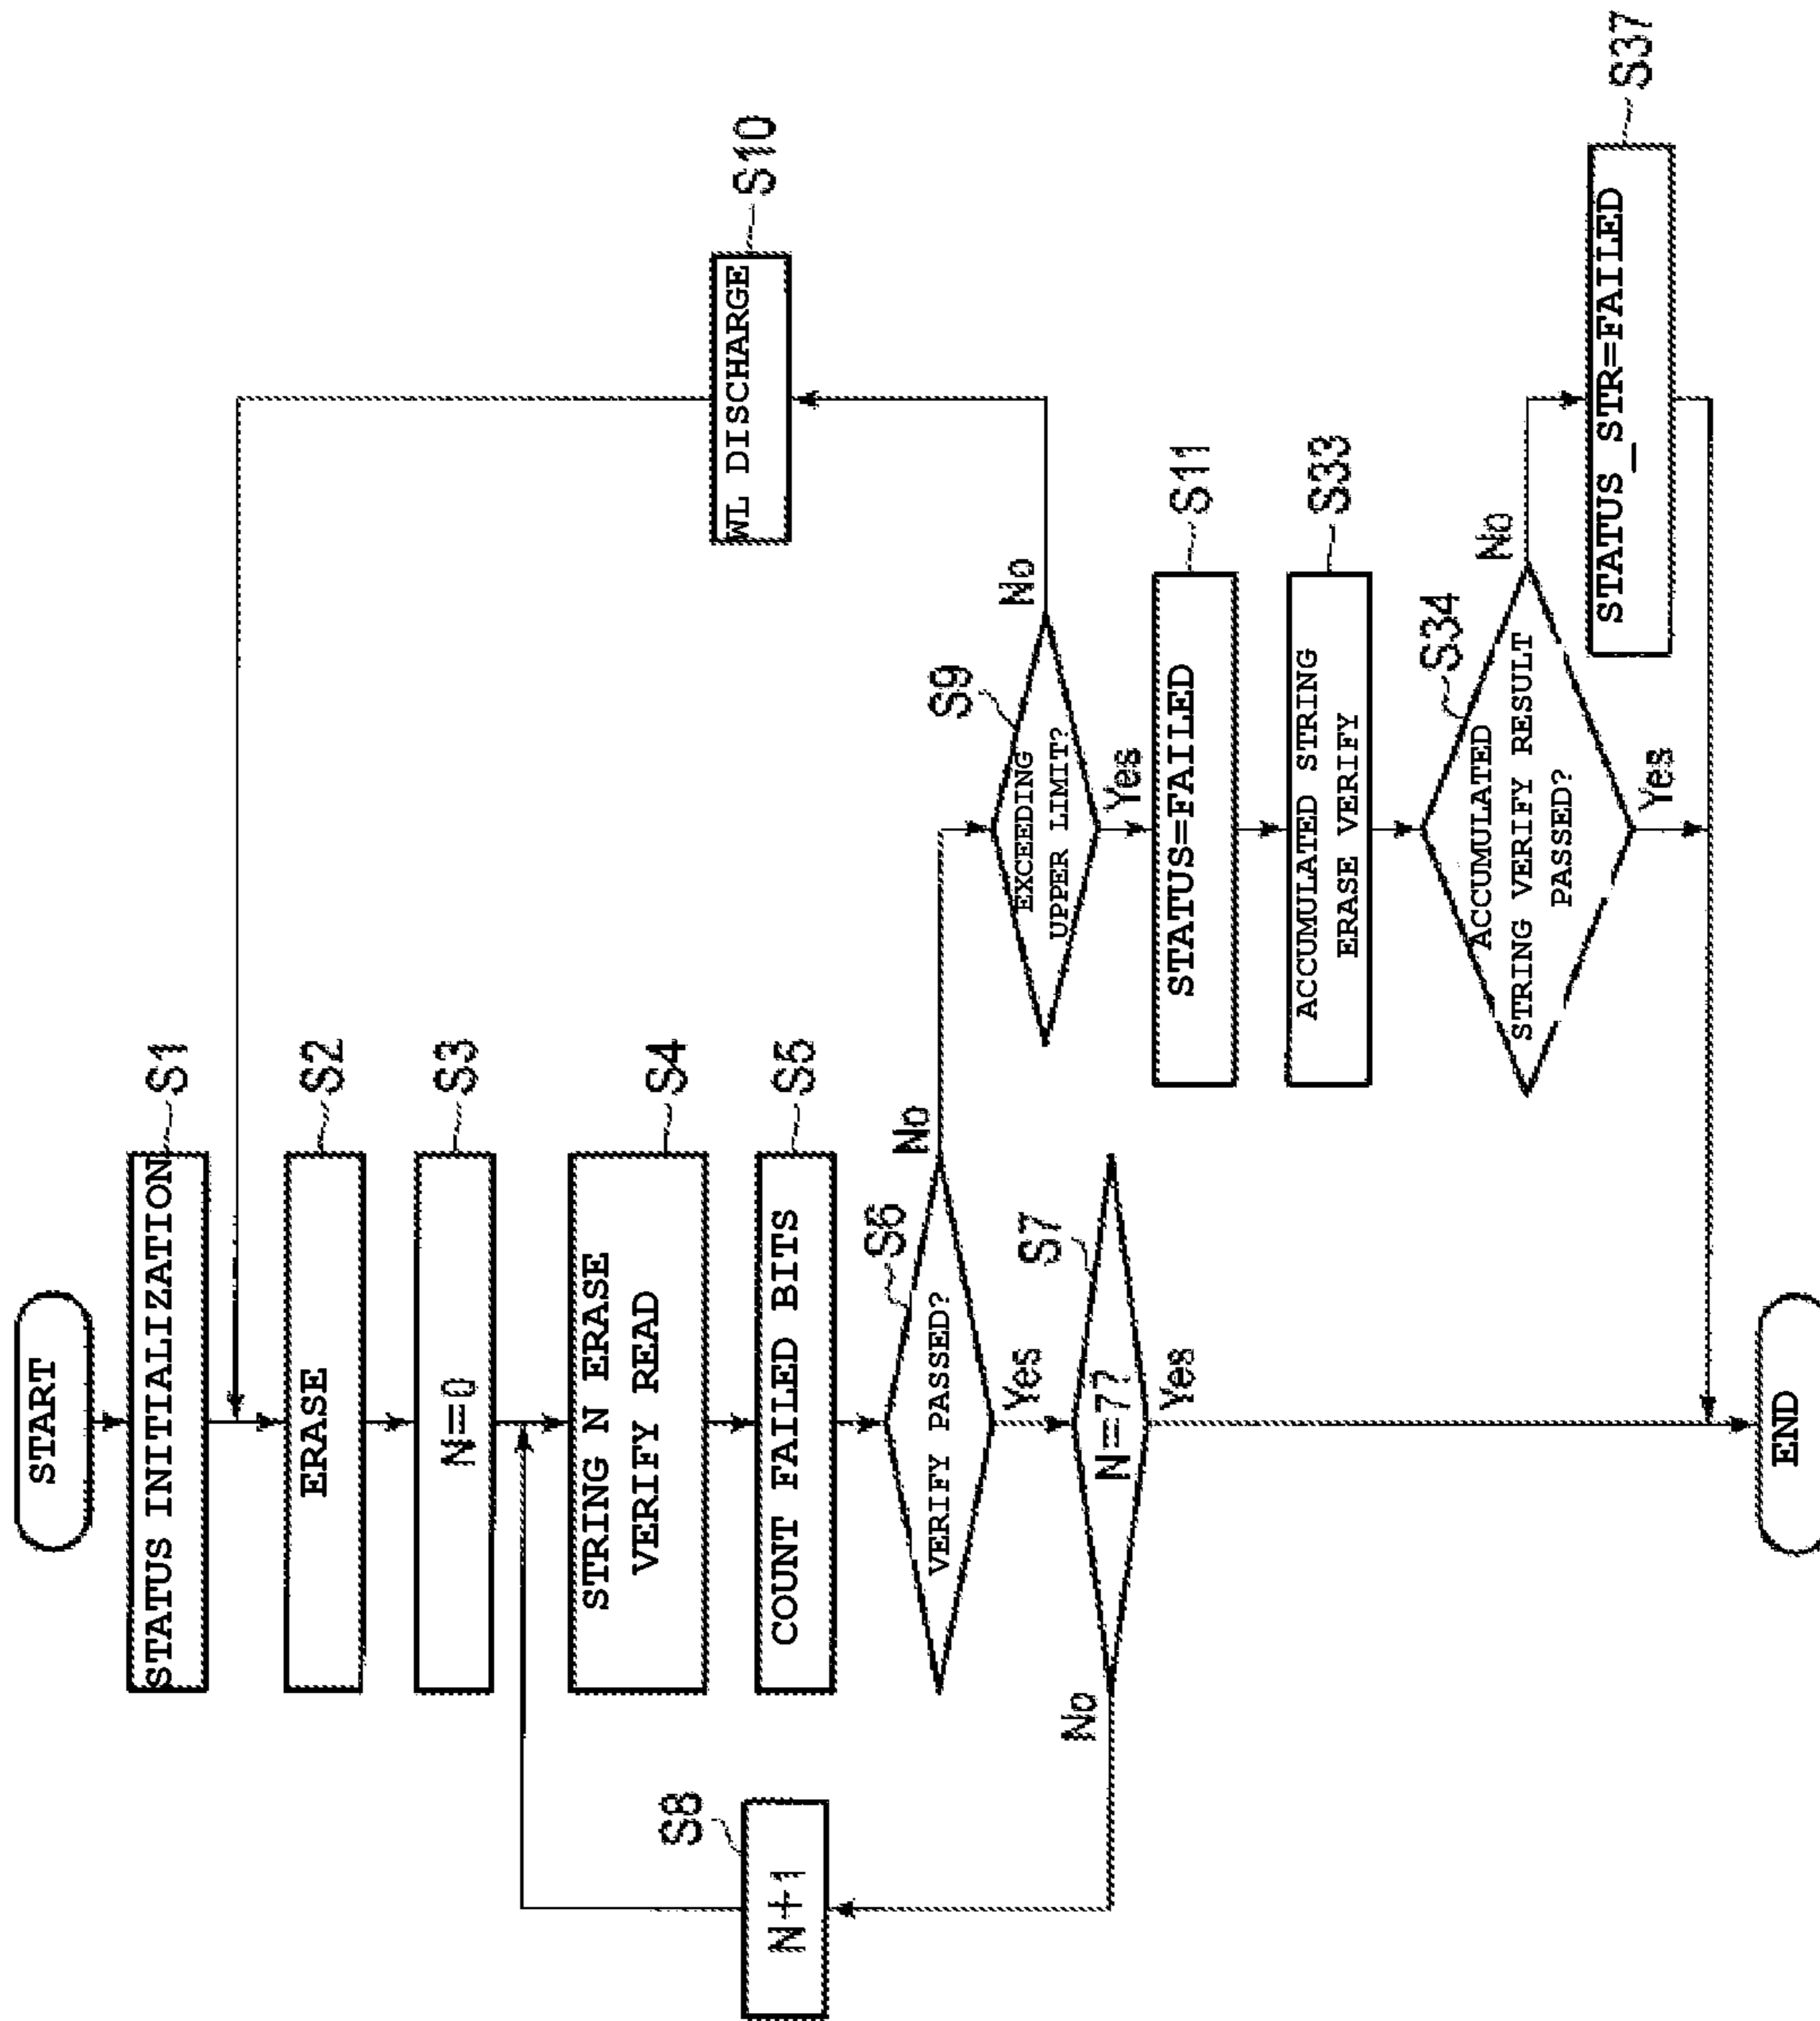 START
STATUS INITIALIZATION
S1
ERASE
S2
N=0
S3
STRING N ERASE
VERIFY READ
S4
COUNT FAILED BITS
S5
VERIFY PASSED?
S6
No
Yes
N=7?
S7
No
Yes
N+1
S8
EXCEEDING
UPPER LIMIT?
S9
No
Yes
WL DISCHARGE
S10
STATUS=FAILED
S11
ACCUMULATED STRING
ERASE VERIFY
S33
ACCUMULATED
STRING VERIFY RESULT
PASSED?
S34
No
Yes
STATUS_STR=FAILED
S37
END